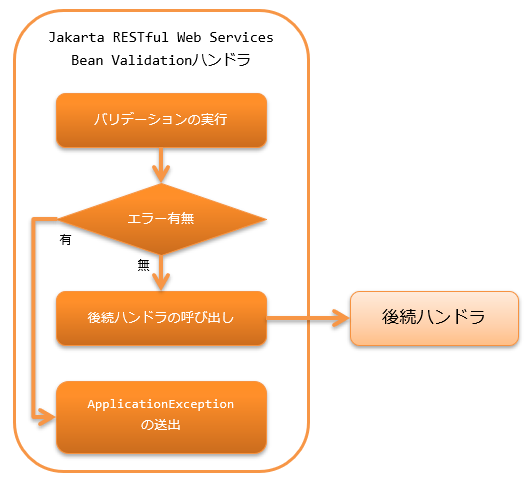 Jakarta RESTful Web Services
Bean Validationハンドラ
バリデーションの実行
エラー有無
有
無
後続ハンドラの呼び出し
後続ハンドラ
ApplicationException
の送出